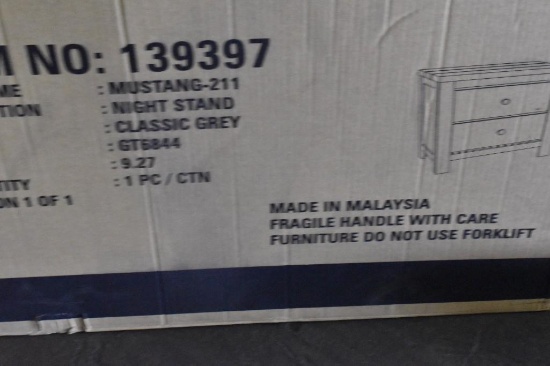 M NO: 139397
ME : MUSTANG-211
TION : NIGHT STAND
: CLASSIC GREY
: GT6844
: 9.27
TITY : 1 PC / CTN
ON 1 OF 1
MADE IN MALAYSIA
FRAGILE HANDLE WITH CARE
FURNITURE DO NOT USE FORKLIFT